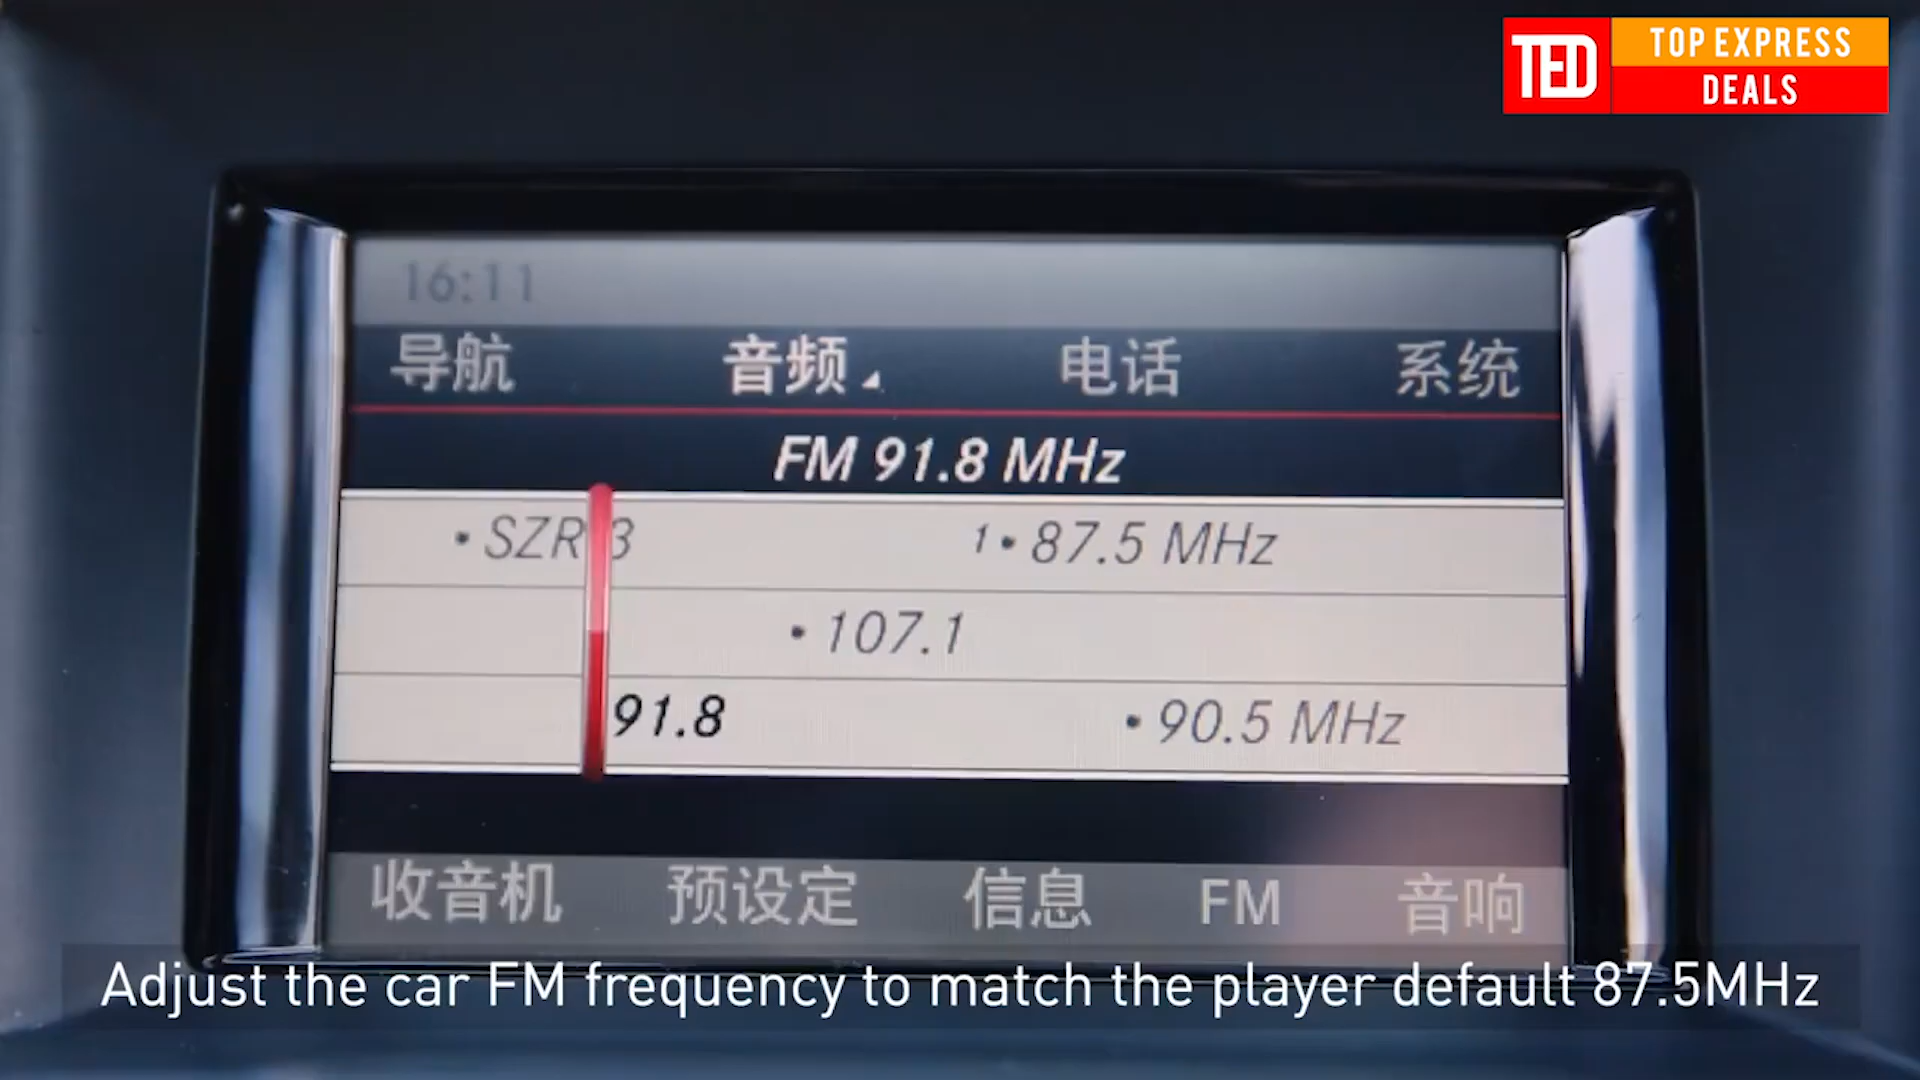 TED
TOP EXPRESS
DEALS
16:11
导航 音频 电话 系统
FM 91.8 MHz
• SZR 3 1• 87.5 MHz
• 107.1
91.8 • 90.5 MHz
收音机 预设定 信息 FM 音响
Adjust the car FM frequency to match the player default 87.5MHz